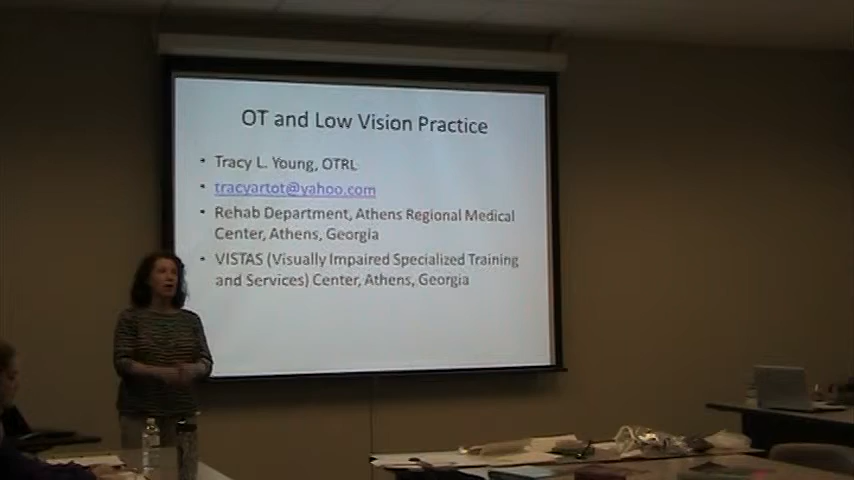 OT and Low Vision Practice
• Tracy L. Young, OTRL
• tracyartot@yahoo.com
• Rehab Department, Athens Regional Medical
Center, Athens, Georgia
• VISTAS (Visually Impaired Specialized Training
and Services) Center, Athens, Georgia